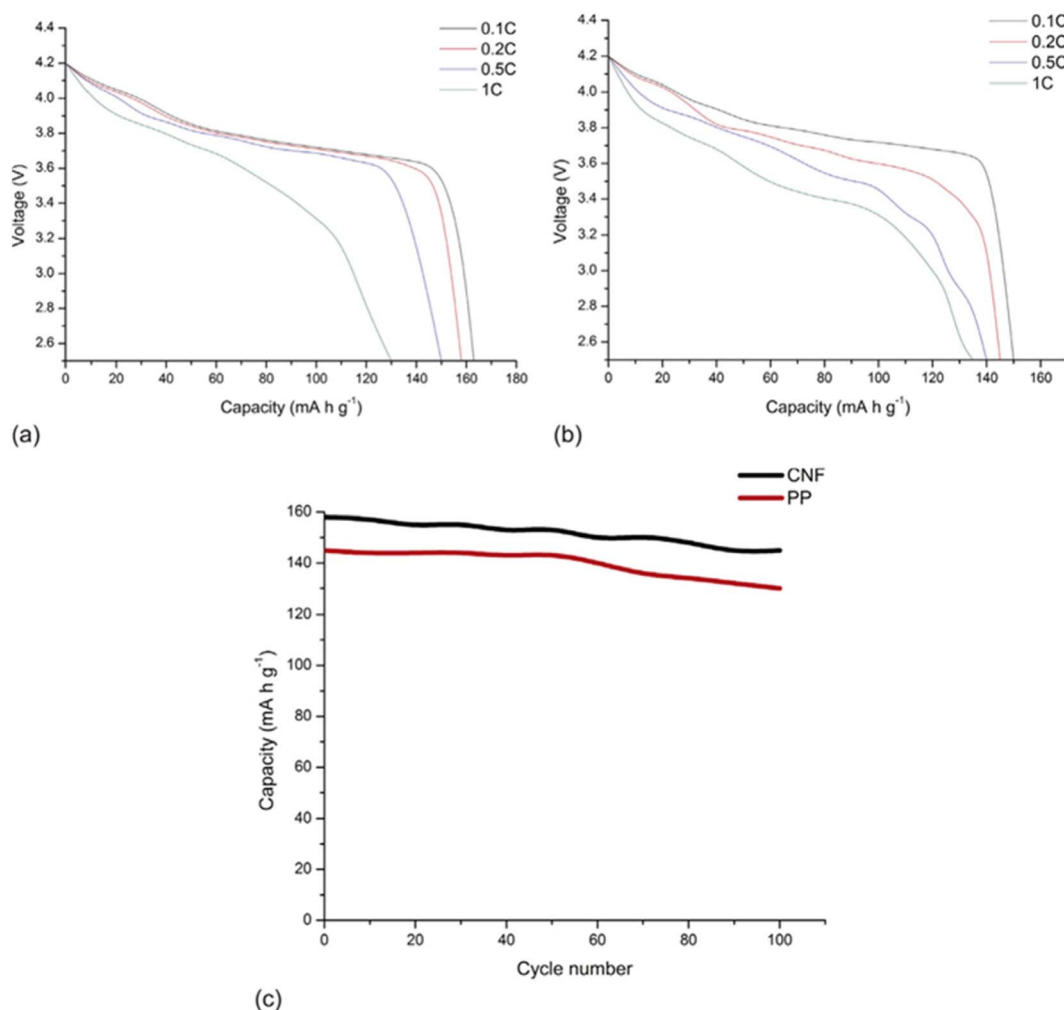 4.4
4.2
4.0
3.8
3.6
3.4
3.2
3.0
2.8
2.6
Voltage (V)
0 20 40 60 80 100 120 140 160 180
Capacity (mA h g⁻¹)
0.1C
0.2C
0.5C
1C
(a)
4.4
4.2
4.0
3.8
3.6
3.4
3.2
3.0
2.8
2.6
Voltage (V)
0 20 40 60 80 100 120 140 160
Capacity (mA h g⁻¹)
0.1C
0.2C
0.5C
1C
(b)
CNF
PP
160
140
120
100
80
60
40
20
0
Capacity (mA h g⁻¹)
0 20 40 60 80 100
Cycle number
(c)